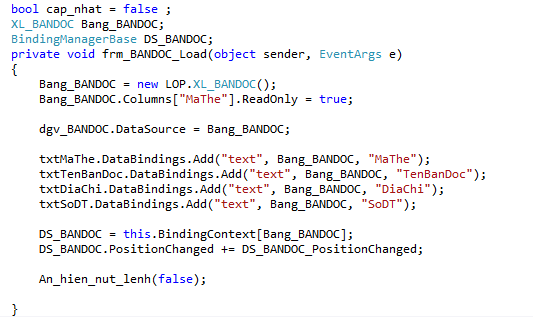 bool cap_nhat = false ;
XL_BANDOC Bang_BANDOC;
BindingManagerBase DS_BANDOC;
private void frm_BANDOC_Load(object sender, EventArgs e)
{
Bang_BANDOC = new LOP.XL_BANDOC();
Bang_BANDOC.Columns["MaThe"].ReadOnly = true;
dgv_BANDOC.DataSource = Bang_BANDOC;
txtMaThe.DataBindings.Add("text", Bang_BANDOC, "MaThe");
txtTenBanDoc.DataBindings.Add("text", Bang_BANDOC, "TenBanDoc");
txtDiaChi.DataBindings.Add("text", Bang_BANDOC, "DiaChi");
txtSoDT.DataBindings.Add("text", Bang_BANDOC, "SoDT");
DS_BANDOC = this.BindingContext[Bang_BANDOC];
DS_BANDOC.PositionChanged += DS_BANDOC_PositionChanged;
An_hien_nut_lenh(false);
}